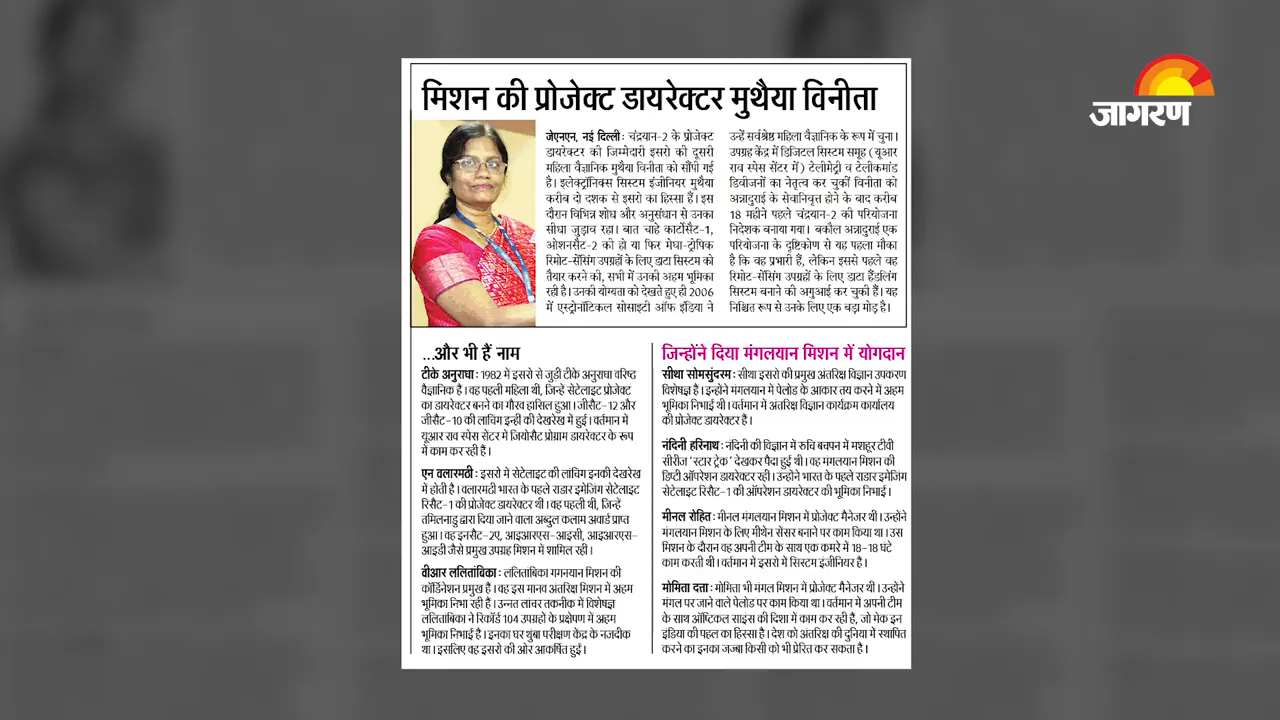 जागरण
मिशन की प्रोजेक्ट डायरेक्टर मुथैया विनीता
जेएनएन, नई दिल्ली : चंद्रयान-2 के प्रोजेक्ट
डायरेक्टर की जिम्मेदारी इसरो की दूसरी
महिला वैज्ञानिक मुथैया विनीता को सौंपी गई
है। इलेक्ट्रॉनिक्स सिस्टम इंजीनियर मुथैया
करीब दो दशक से इसरो का हिस्सा हैं। इस
दौरान विभिन्न शोध और अनुसंधान से उनका
सीधा जुड़ाव रहा। बात चाहे कार्टोसैट-1,
ओशनसैट-2 की हो या फिर मेघा-ट्रोपिक
रिमोट-सेंसिंग उपग्रहों के लिए डाटा सिस्टम को
तैयार करने की, सभी में उनकी अहम भूमिका
रही है। उनकी योग्यता को देखते हुए ही 2006
में एस्ट्रोनॉटिकल सोसाइटी ऑफ इंडिया ने
उन्हें सर्वश्रेष्ठ महिला वैज्ञानिक के रूप में चुना।
उपग्रह केंद्र में डिजिटल सिस्टम समूह (यूआर
राव स्पेस सेंटर में) टेलीमेट्री व टेलीकमांड
डिवीजनों का नेतृत्व कर चुकीं विनीता को
अन्नादुराई के सेवानिवृत्त होने के बाद करीब
18 महीने पहले चंद्रयान-2 की परियोजना
निदेशक बनाया गया। बकौल अन्नादुराई एक
परियोजना के दृष्टिकोण से यह पहला मौका
है कि वह प्रभारी हैं, लेकिन इससे पहले वह
रिमोट-सेंसिंग उपग्रहों के लिए डाटा हैंडलिंग
सिस्टम बनाने की अगुआई कर चुकी हैं। यह
निश्चित रूप से उनके लिए एक बड़ा मोड़ है।
...और भी हैं नाम
टीके अनुराधा : 1982 में इसरो से जुड़ी टीके अनुराधा वरिष्ठ
वैज्ञानिक है। वह पहली महिला थी, जिन्हें सेटेलाइट प्रोजेक्ट
का डायरेक्टर बनने का गौरव हासिल हुआ। जीसैट-12 और
जीसैट-10 की लांचिंग इन्हीं की देखरेख में हुई। वर्तमान में
यूआर राव स्पेस सेंटर में जियोसैट प्रोग्राम डायरेक्टर के रूप
में काम कर रही हैं।
एन वलारमठी : इसरो में सेटेलाइट की लांचिंग इनकी देखरेख
में होती है। वलारमठी भारत के पहले राडार इमेजिंग सेटेलाइट
रिसैट-1 की प्रोजेक्ट डायरेक्टर थी। वह पहली थी, जिन्हें
तमिलनाडु द्वारा दिया जाने वाला अब्दुल कलाम अवार्ड प्राप्त
हुआ। वह इनसैट-2ए, आइआरएस-आइसी, आइआरएस-
आइडी जैसे प्रमुख उपग्रह मिशन में शामिल रही।
वीआर ललितांबिका : ललितांबिका गगनयान मिशन की
कॉर्डिनेशन प्रमुख हैं। वह इस मानव अंतरिक्ष मिशन में अहम
भूमिका निभा रही हैं। उन्नत लांचर तकनीक में विशेषज्ञ
ललितांबिका ने रिकॉर्ड 104 उपग्रहों के प्रक्षेपण में अहम
भूमिका निभाई है। इनका घर थुंबा परीक्षण केंद्र के नजदीक
था। इसलिए वह इसरो की ओर आकर्षित हुई।
जिन्होंने दिया मंगलयान मिशन में योगदान
सीथा सोमसुंदरम : सीथा इसरो की प्रमुख अंतरिक्ष विज्ञान उपकरण
विशेषज्ञ है। इन्होंने मंगलयान में पेलोड के आकार तय करने में अहम
भूमिका निभाई थी। वर्तमान में अंतरिक्ष विज्ञान कार्यक्रम कार्यालय
की प्रोजेक्ट डायरेक्टर हैं।
नंदिनी हरिनाथ : नंदिनी की विज्ञान में रुचि बचपन में मशहूर टीवी
सीरीज 'स्टार ट्रेक' देखकर पैदा हुई थी। वह मंगलयान मिशन की
डिप्टी ऑपरेशन डायरेक्टर रही। उन्होंने भारत के पहले राडार इमेजिंग
सेटेलाइट रिसैट-1 की ऑपरेशन डायरेक्टर की भूमिका निभाई।
मीनल रोहित : मीनल मंगलयान मिशन में प्रोजेक्ट मैनेजर थी। उन्होंने
मंगलयान मिशन के लिए मीथेन सेंसर बनाने पर काम किया था। उस
मिशन के दौरान वह अपनी टीम के साथ एक कमरे में 18-18 घंटे
काम करती थी। वर्तमान में इसरो में सिस्टम इंजीनियर है।
मोमिता दता : मोमिता भी मंगल मिशन में प्रोजेक्ट मैनेजर थी। उन्होंने
मंगल पर जाने वाले पेलोड पर काम किया था। वर्तमान में अपनी टीम
के साथ ऑप्टिकल साइस की दिशा में काम कर रही हैं, जो मेक इन
इंडिया की पहल का हिस्सा है। देश को अंतरिक्ष की दुनिया में स्थापित
करने का इनका जज्बा किसी को भी प्रेरित कर सकता है।